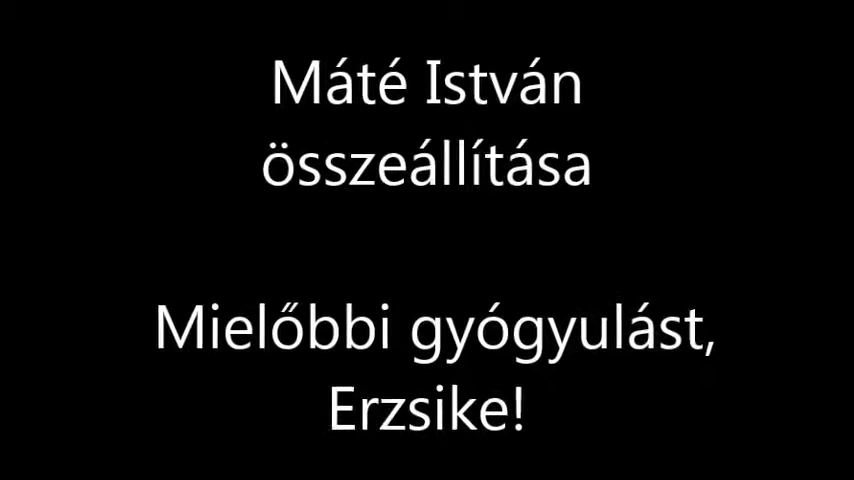 Máté István
összeállítása
Mielőbbi gyógyulást,
Erzsike!